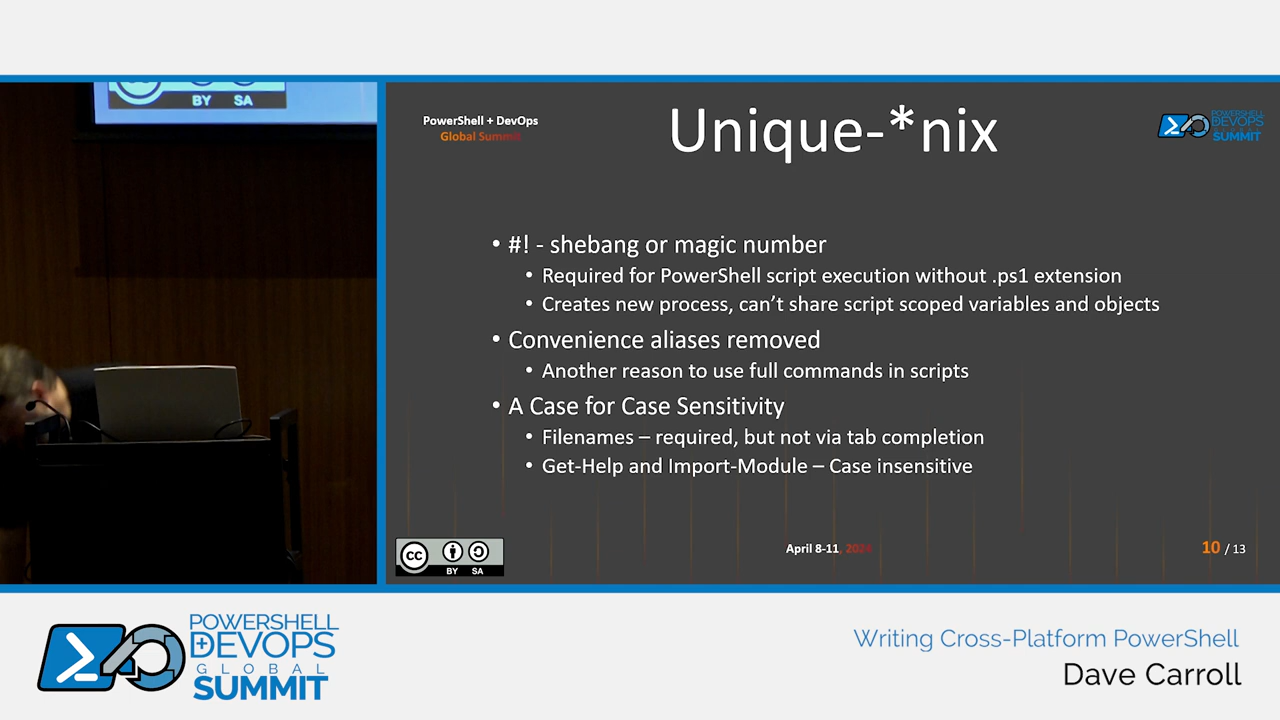 BY SA
PowerShell + DevOps
Global Summit
Unique-*nix
POWERSHELL
DEVOPS
SUMMIT
• #! - shebang or magic number
• Required for PowerShell script execution without .ps1 extension
• Creates new process, can’t share script scoped variables and objects
• Convenience aliases removed
• Another reason to use full commands in scripts
• A Case for Case Sensitivity
• Filenames – required, but not via tab completion
• Get-Help and Import-Module – Case insensitive
cc
BY SA
April 8-11, 2024
10 / 13
POWERSHELL
+DEVOPS
GLOBAL
SUMMIT
Writing Cross-Platform PowerShell
Dave Carroll